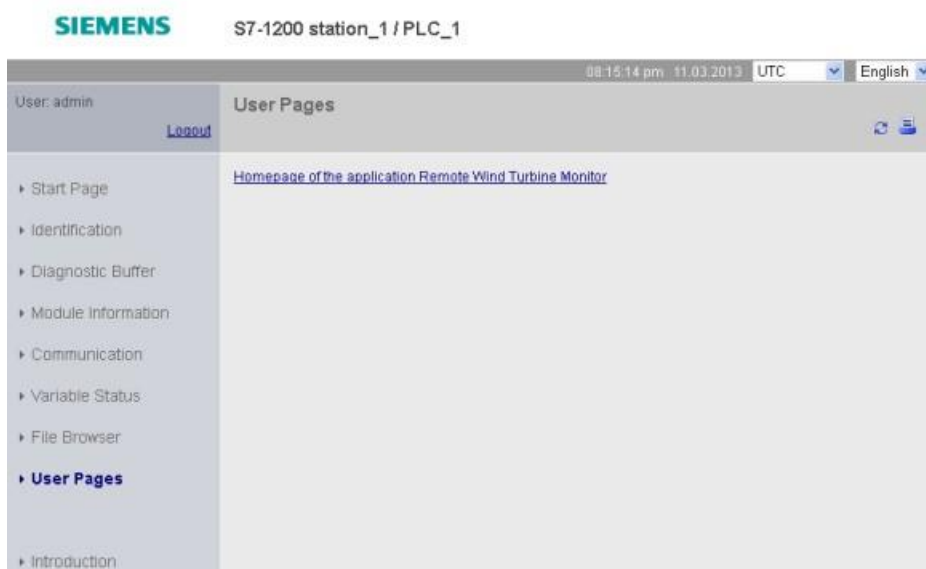 SIEMENS
S7-1200 station_1 / PLC_1
08:15:14 pm 11.03.2013 UTC English
User: admin
Logout
User Pages
Homepage of the application Remote Wind Turbine Monitor
Start Page
Identification
Diagnostic Buffer
Module Information
Communication
Variable Status
File Browser
User Pages
Introduction